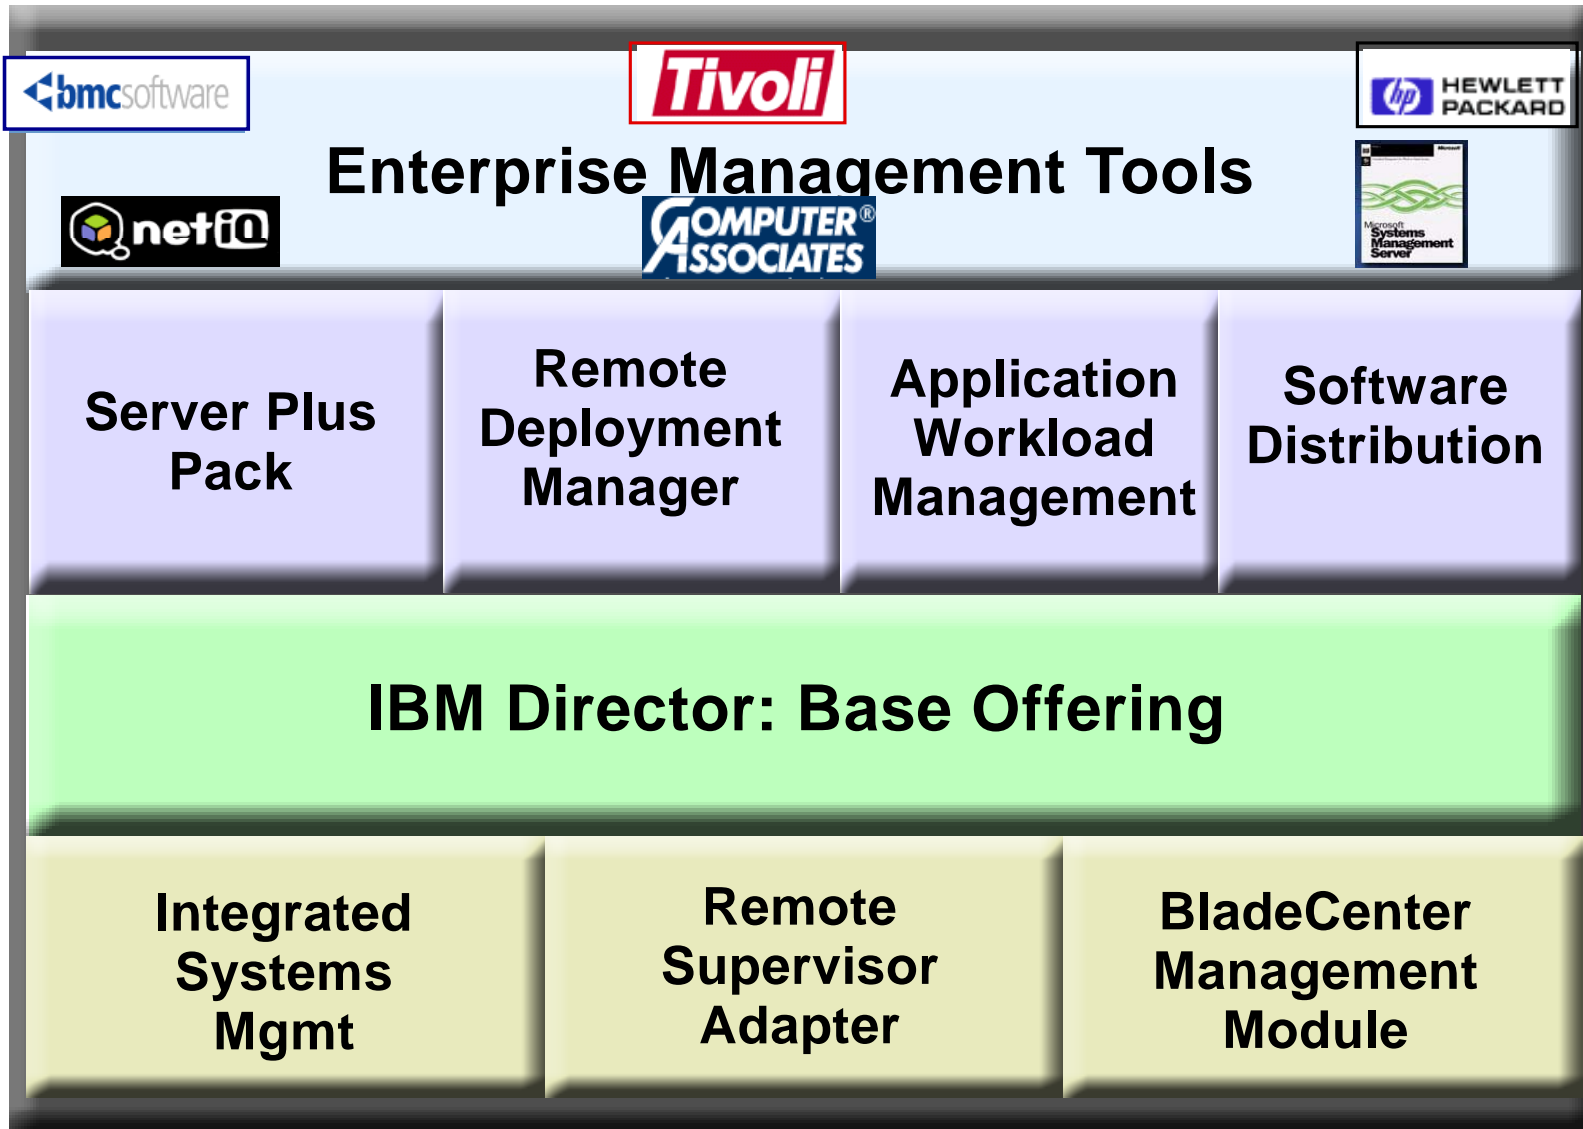 bmcsoftware
Tivoli
hp HEWLETT
PACKARD
Enterprise Management Tools
netiQ
COMPUTER®
ASSOCIATES
Microsoft
Microsoft
Systems
Management
Server
Server Plus
Pack
Remote
Deployment
Manager
Application
Workload
Management
Software
Distribution
IBM Director: Base Offering
Integrated
Systems
Mgmt
Remote
Supervisor
Adapter
BladeCenter
Management
Module